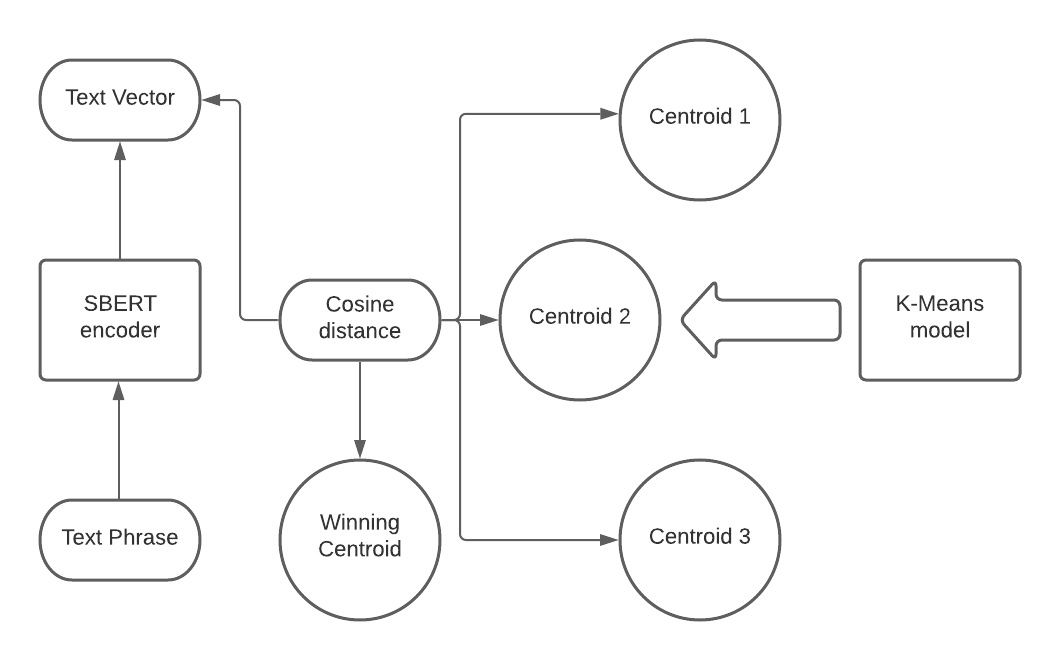 Text Vector
Centroid 1
SBERT
encoder
Cosine
distance
Centroid 2
K-Means
model
Text Phrase
Winning
Centroid
Centroid 3